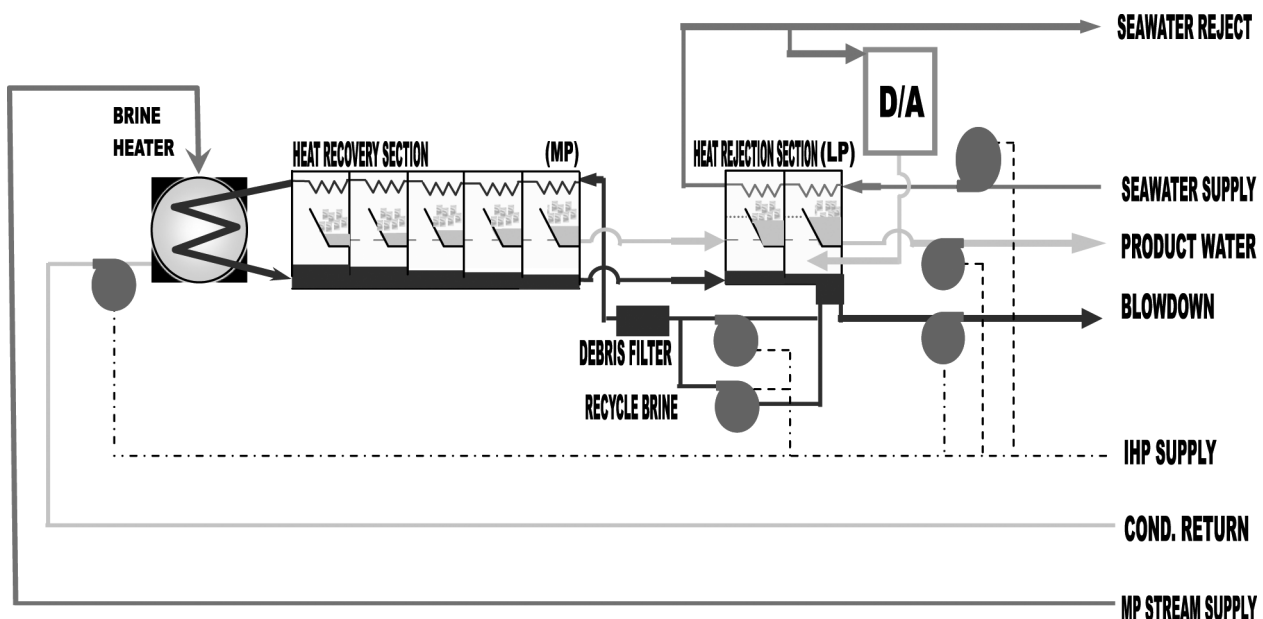 SEAWATER REJECT
D/A
BRINE
HEATER
HEAT RECOVERY SECTION (MP)
HEAT REJECTION SECTION (LP)
SEAWATER SUPPLY
PRODUCT WATER
BLOWDOWN
DEBRIS FILTER
RECYCLE BRINE
IHP SUPPLY
COND. RETURN
MP STREAM SUPPLY